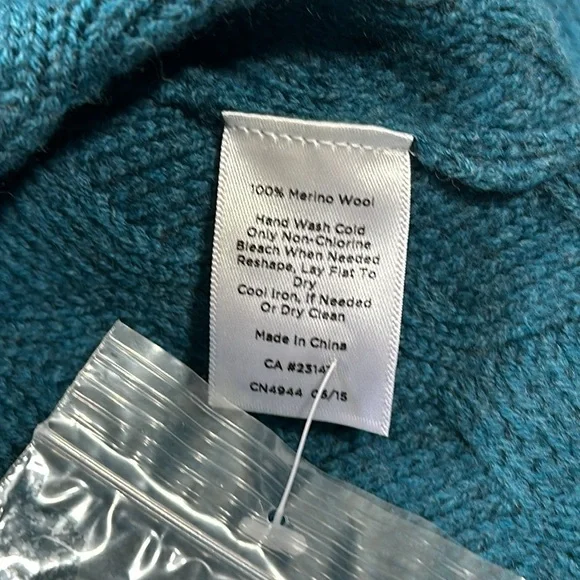 100% Merino Wool
Hand Wash Cold
Only Non-Chlorine
Bleach When Needed
Reshape, Lay Flat To
Dry
Cool Iron, If Needed
Or Dry Clean
Made In China
CA
CN4944